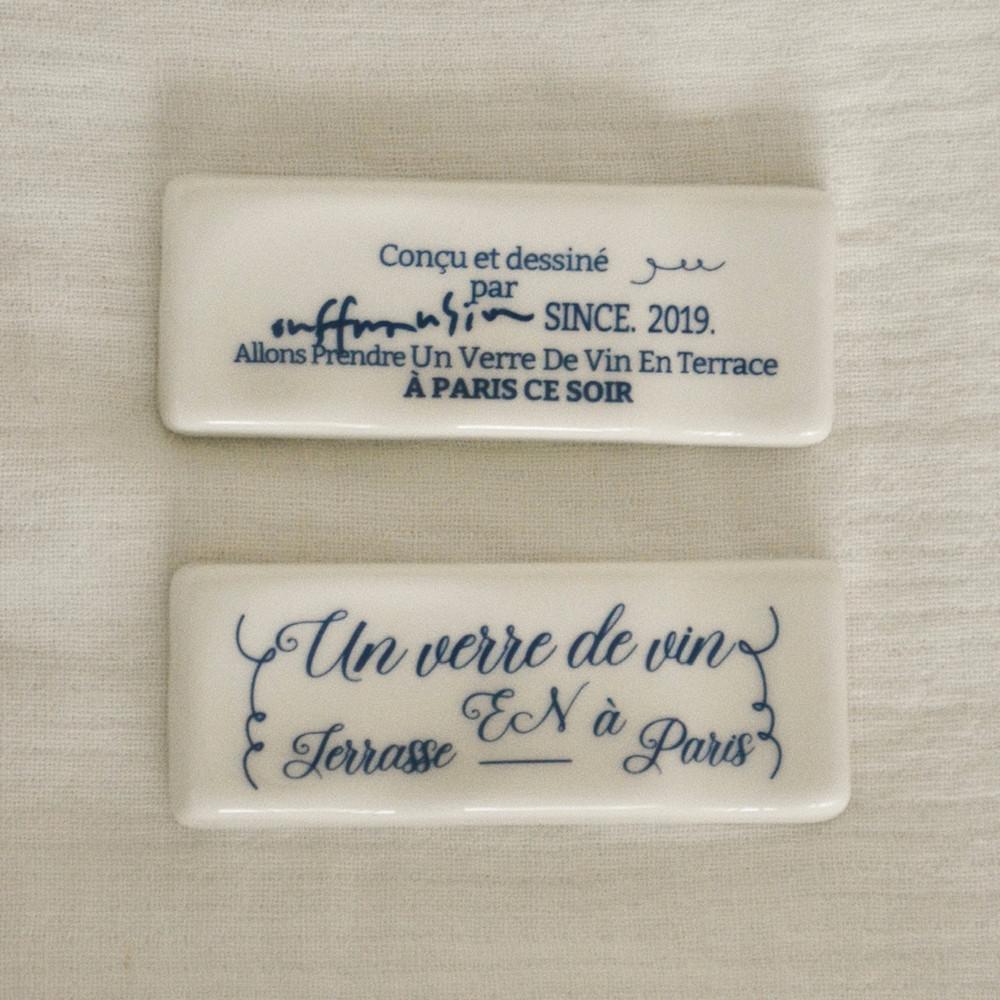 Conçu et dessiné
par
SINCE. 2019.
Allons Prendre Un Verre De Vin En Terrace
À PARIS CE SOIR
Un verre de vin
EN à
Terrasse Paris